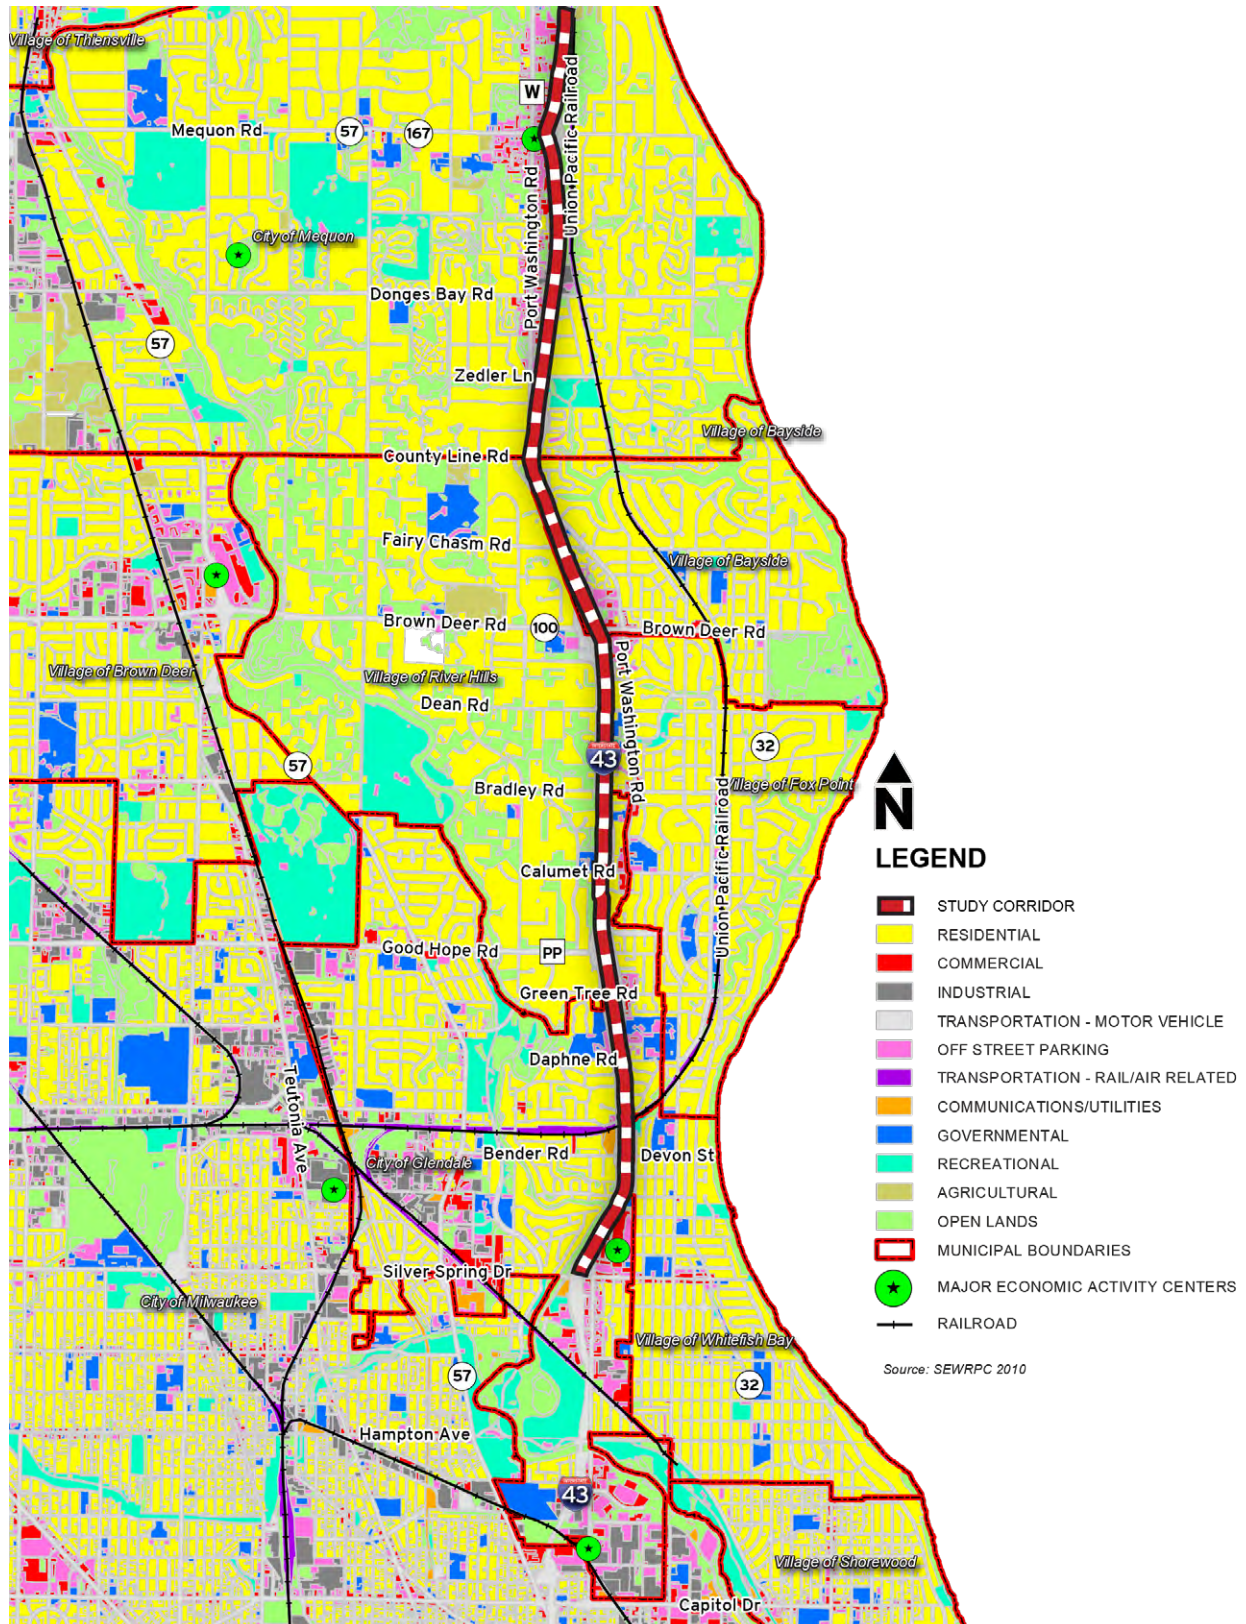 Village of Thiensville
Union Pacific Railroad
W
Mequon Rd
57
167
Port Washington Rd
City of Mequon
Donges Bay Rd
57
Zedler Ln
Village of Bayside
County Line Rd
Fairy Chasm Rd
Village of Bayside
Brown Deer Rd
100
Brown Deer Rd
Village of Brown Deer
Village of River Hills
Port Washington Rd
Dean Rd
32
43
57
Village of Fox Point
Bradley Rd
Union Pacific Railroad
N
LEGEND
Calumet Rd
STUDY CORRIDOR
RESIDENTIAL
Good Hope Rd
PP
COMMERCIAL
Green Tree Rd
INDUSTRIAL
TRANSPORTATION - MOTOR VEHICLE
Daphne Rd
OFF STREET PARKING
Teutonia Ave
TRANSPORTATION - RAIL/AIR RELATED
COMMUNICATIONS/UTILITIES
GOVERNMENTAL
Bender Rd
Devon St
City of Glendale
RECREATIONAL
AGRICULTURAL
OPEN LANDS
MUNICIPAL BOUNDARIES
Silver Spring Dr
MAJOR ECONOMIC ACTIVITY CENTERS
City of Milwaukee
RAILROAD
Village of Whitefish Bay
Source: SEWRPC 2010
57
32
Hampton Ave
43
Village of Shorewood
Capitol Dr